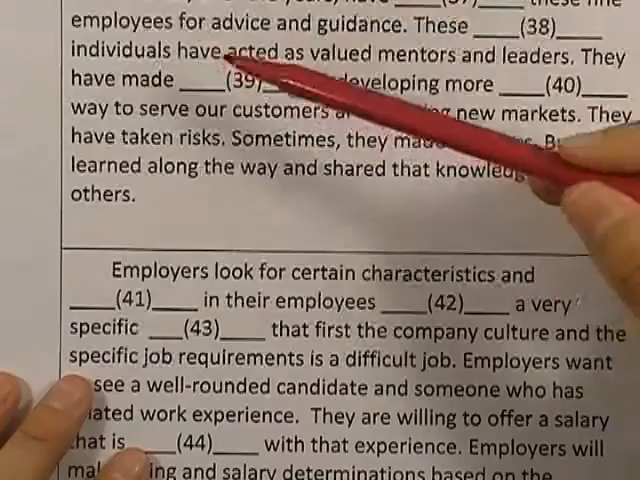 employees for advice and guidance. These ____(38)____
individuals have acted as valued mentors and leaders. They
have made ____(39)__ developing more ____(40)____
way to serve our customers new markets. They
have taken risks. Sometimes, they
learned along the way and shared that knowledge
others.
Employers look for certain characteristics and
____(41)____ in their employees ____(42)____ a very
specific ___(43)____ that first the company culture and the
specific job requirements is a difficult job. Employers want
see a well-rounded candidate and someone who has
work experience. They are willing to offer a salary
that is ____(44)____ with that experience. Employers will
and salary determinations based on the